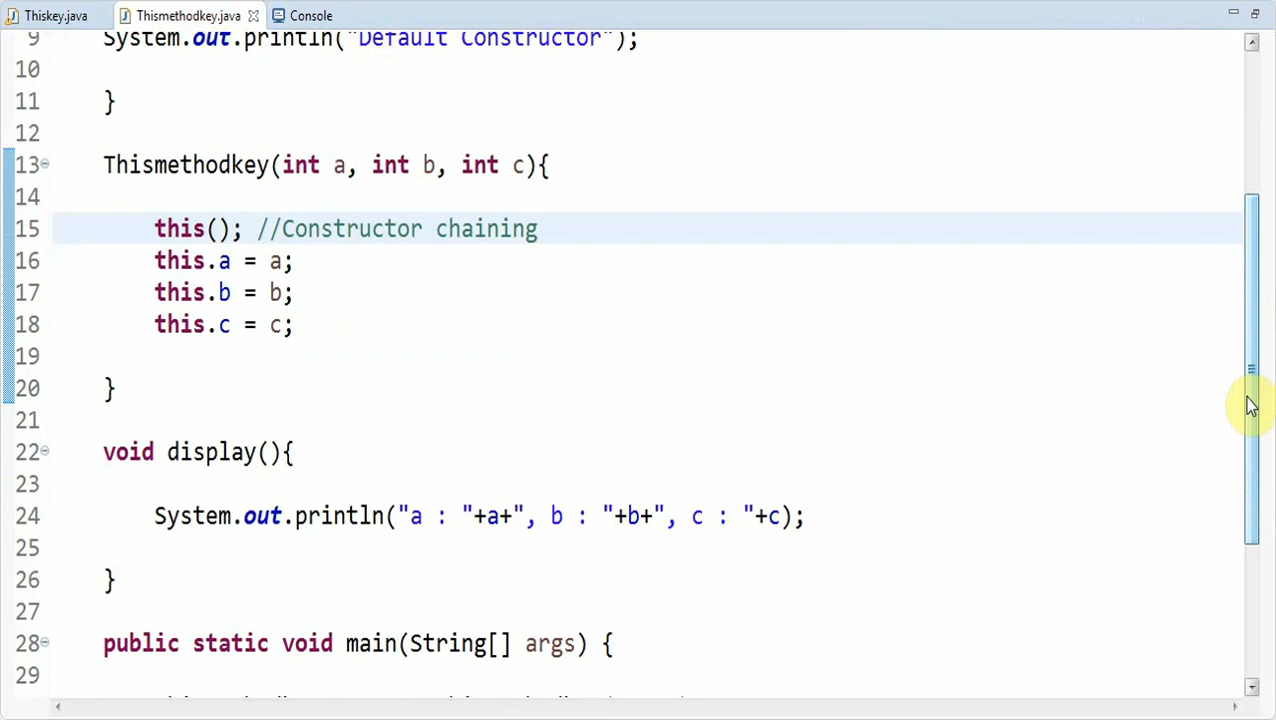 Thiskey.java Thismethodkey.java Console
9 System.out.println("Default Constructor");
10
11 }
12
13 Thismethodkey(int a, int b, int c){
14
15 this(); //Constructor chaining
16 this.a = a;
17 this.b = b;
18 this.c = c;
19
20 }
21
22 void display(){
23
24 System.out.println("a : "+a+", b : "+b+", c : "+c);
25
26 }
27
28 public static void main(String[] args) {
29